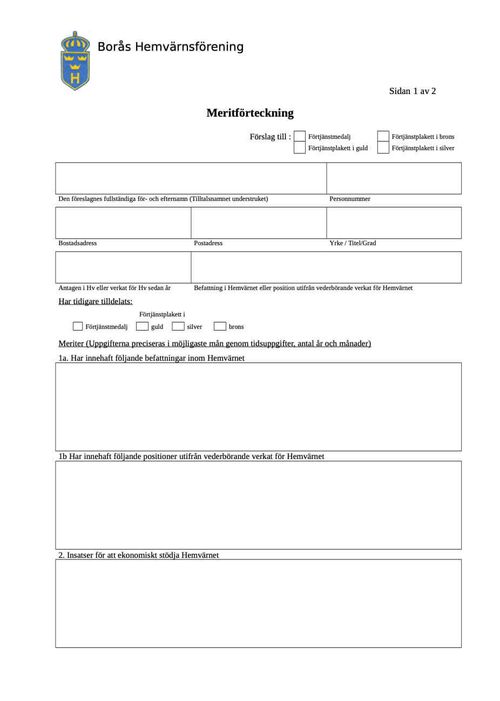 Borås Hemvärnsförening
Sidan 1 av 2
Meritförteckning
Förslag till : Förtjänstmedalj Förtjänstplakett i brons
Förtjänstplakett i guld Förtjänstplakett i silver
Den föreslagnes fullständiga för- och efternamn (Tilltalsnamnet understruket) Personnummer
Bostadsadress Postadress Yrke / Titel/Grad
Antagen i Hv eller verkat för Hv sedan år Befattning i Hemvärnet eller position utifrån vederbörande verkat för Hemvärnet
Har tidigare tilldelats:
Förtjänstplakett i
Förtjänstmedalj guld silver brons
Meriter (Uppgifterna preciseras i möjligaste mån genom tidsuppgifter, antal år och månader)
1a. Har innehaft följande befattningar inom Hemvärnet
1b Har innehaft följande positioner utifrån vederbörande verkat för Hemvärnet
2. Insatser för att ekonomiskt stödja Hemvärnet